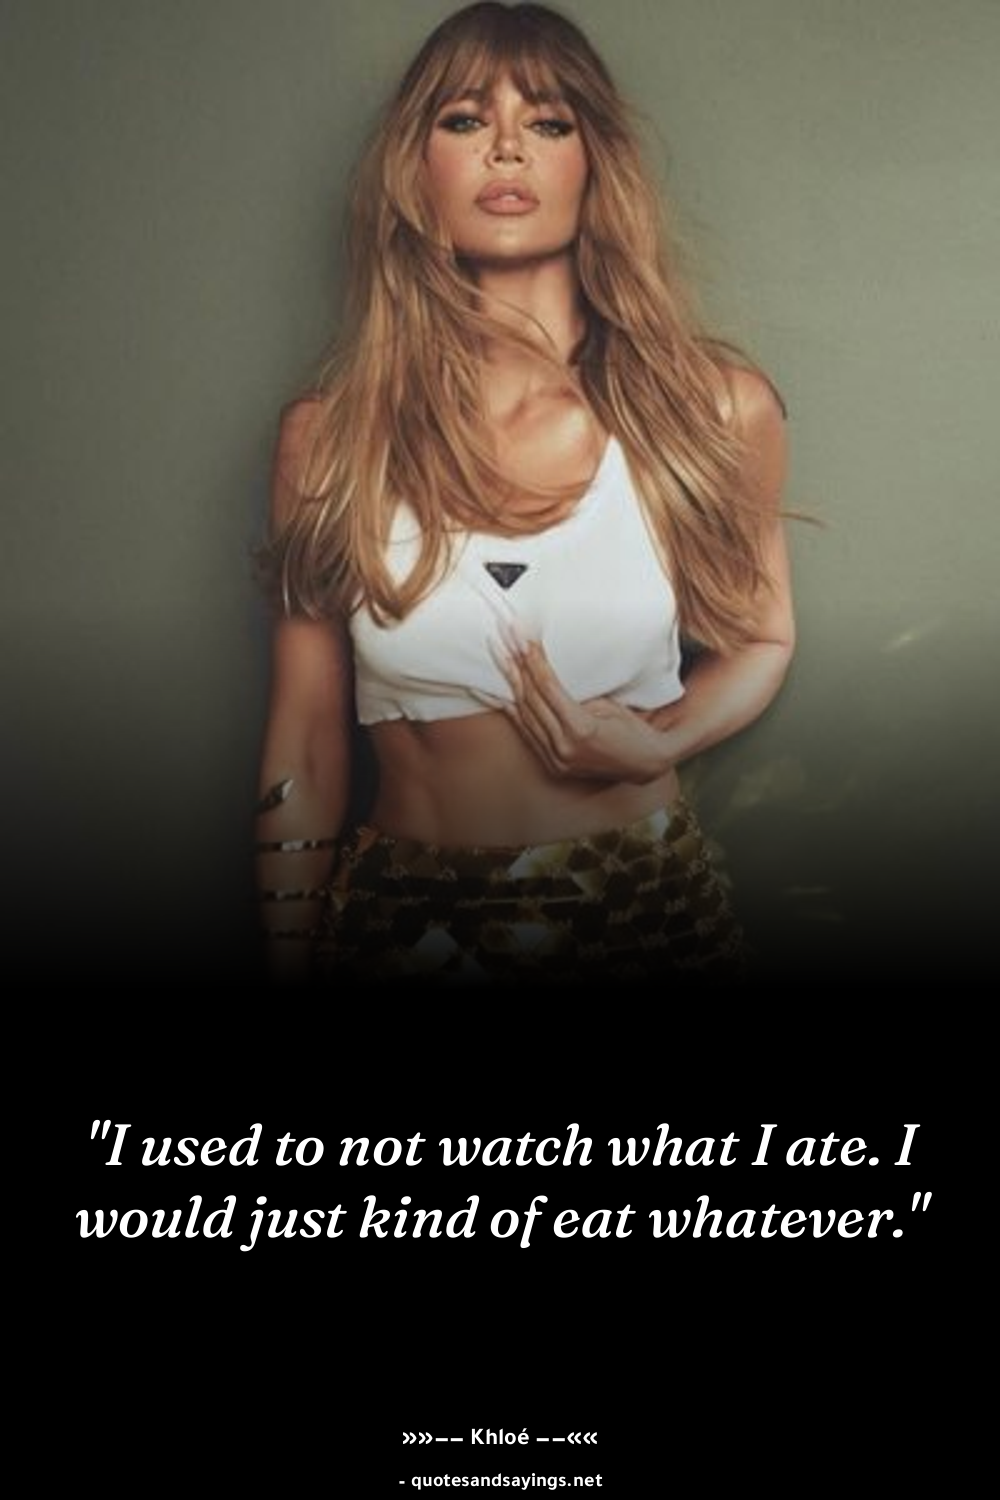 "I used to not watch what I ate. I
would just kind of eat whatever."
»»−− Khloé −−««
- quotesandsayings.net